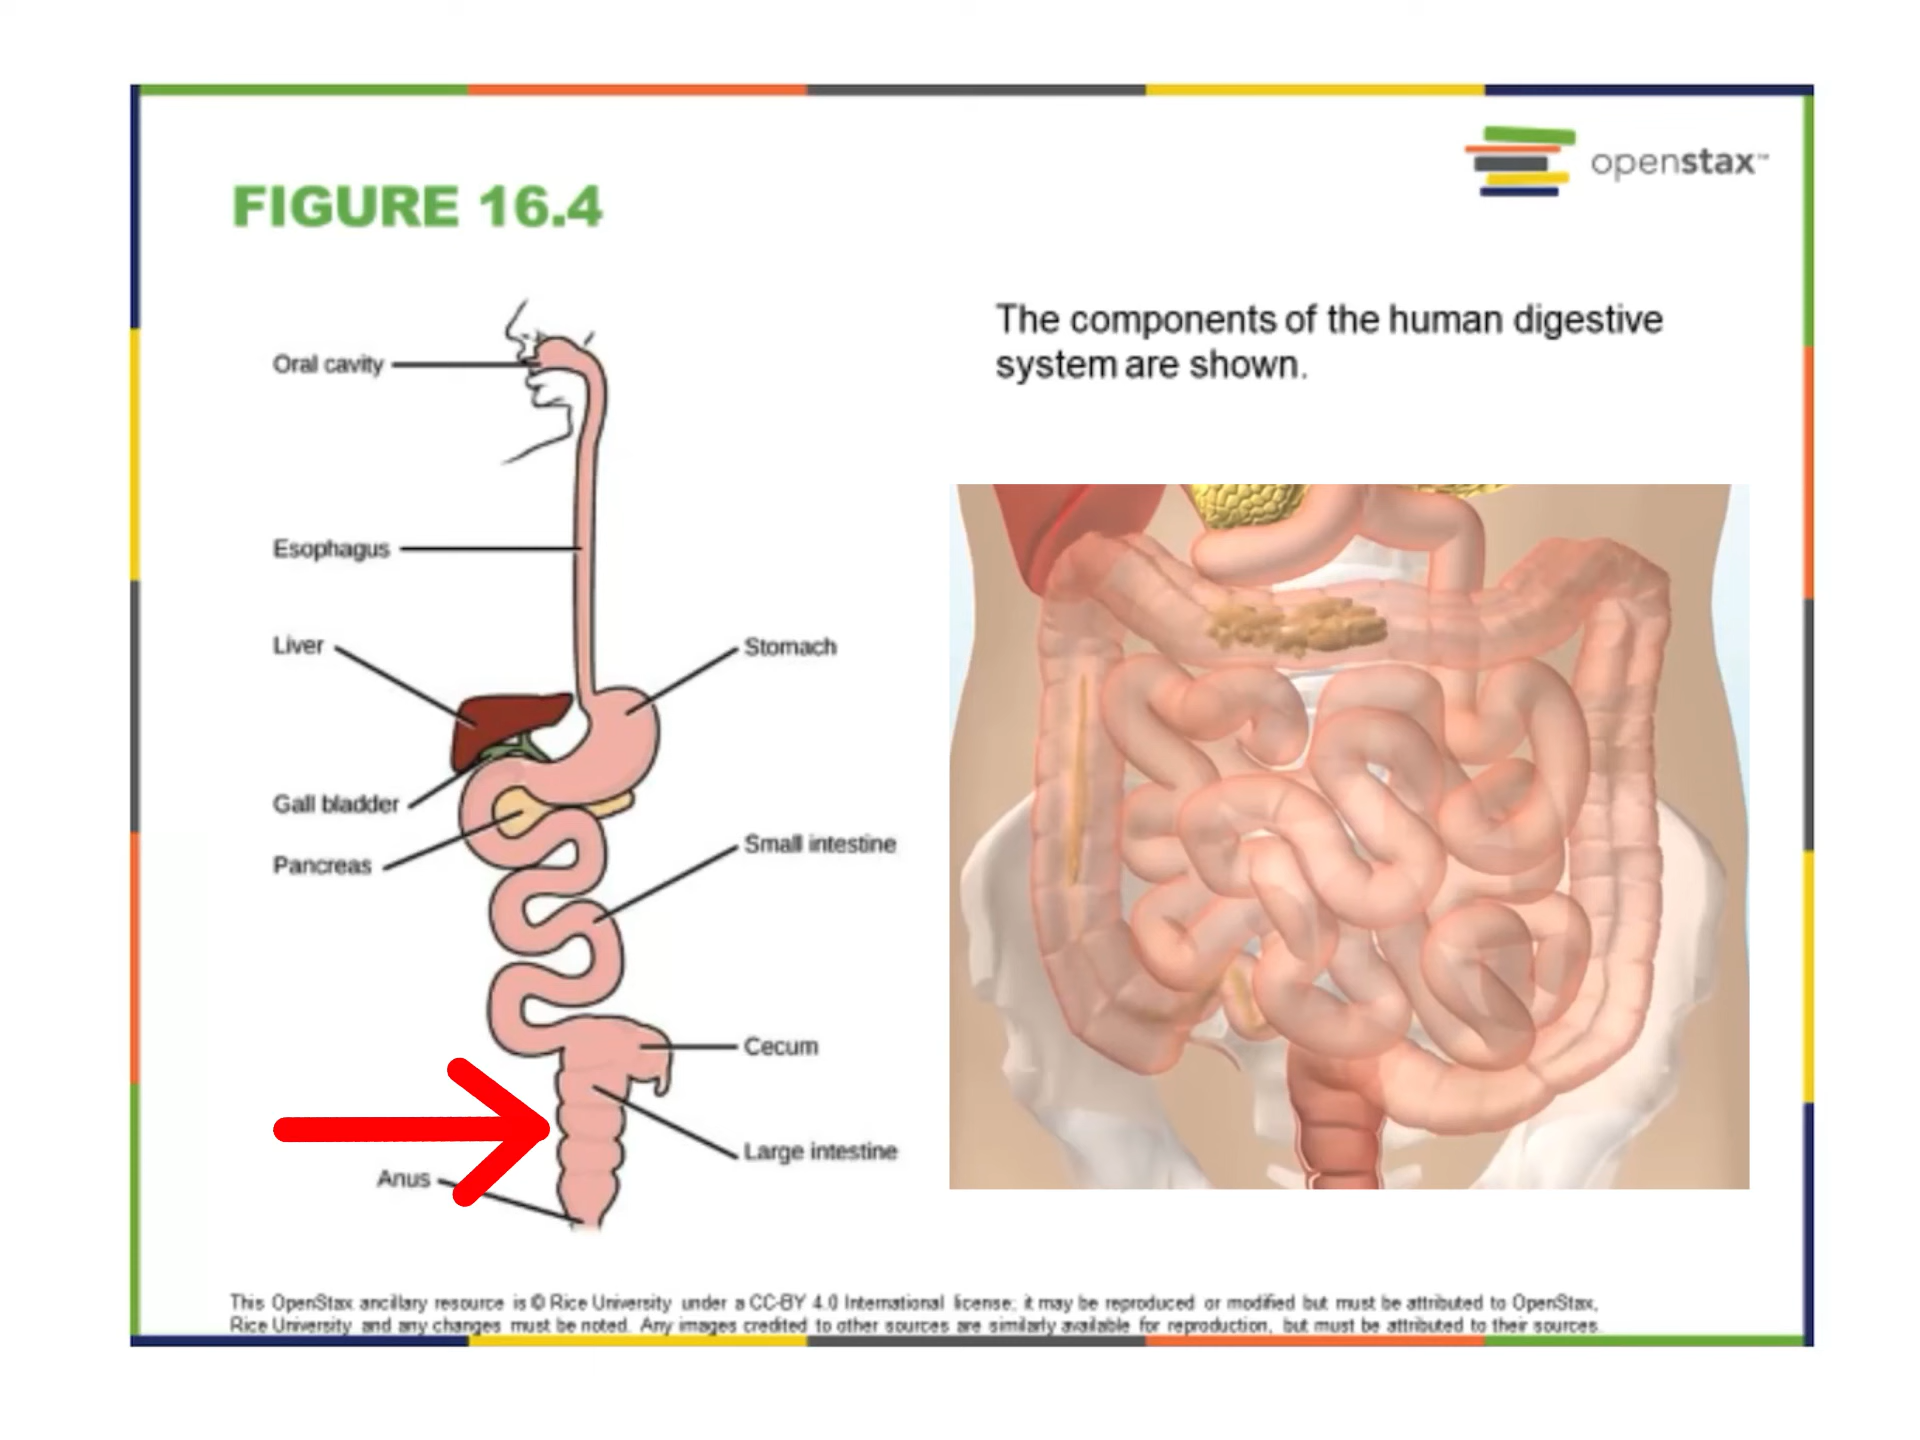 openstax™
FIGURE 16.4
The components of the human digestive
system are shown.
Oral cavity
Esophagus
Liver
Stomach
Gall bladder
Pancreas
Small intestine
Cecum
Large intestine
Anus
This OpenStax ancillary resource is © Rice University under a CC-BY 4.0 International license; it may be reproduced or modified but must be attributed to OpenStax,
Rice University and any changes must be noted. Any images credited to other sources are similarly available for reproduction, but must be attributed to their sources.